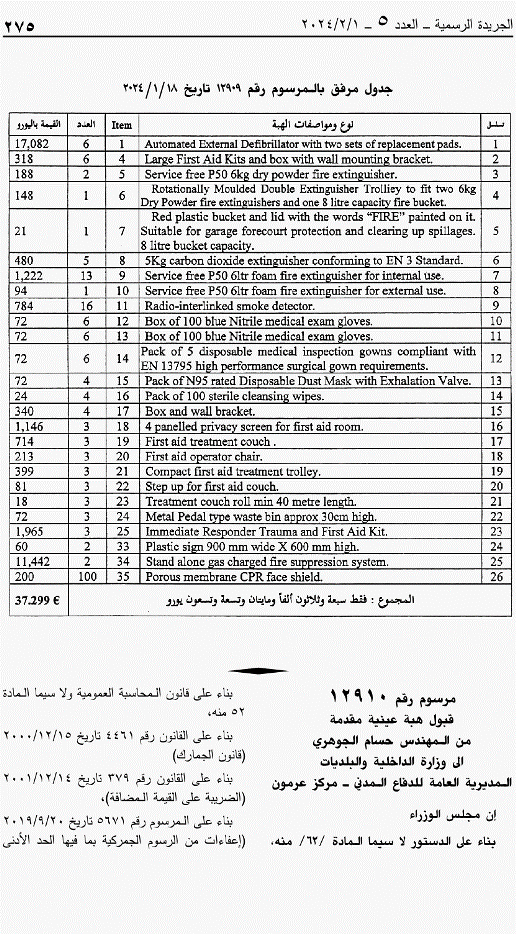 الجريدة الرسمية ــ العدد ٥ ــ ٢٠٢٤/٢/١
٢٧٥
جدول مرفق بالمرسوم رقم ١٢٩٠٩ تاريخ ٢٠٢٤/١/١٨
القيمة باليورو العدد Item نوع ومواصفات الهبة تسلسل
17,082 6 1 Automated External Defibrillator with two sets of replacement pads. 1
318 6 4 Large First Aid Kits and box with wall mounting bracket. 2
188 2 5 Service free P50 6kg dry powder fire extinguisher. 3
148 1 6 Rotationally Moulded Double Extinguisher Trolliey to fit two 6kg
Dry Powder fire extinguishers and one 8 litre capacity fire bucket. 4
21 1 7 Red plastic bucket and lid with the words “FIRE” painted on it.
Suitable for garage forecourt protection and clearing up spillages.
8 litre bucket capacity. 5
480 5 8 5Kg carbon dioxide extinguisher conforming to EN 3 Standard. 6
1,222 13 9 Service free P50 6ltr foam fire extinguisher for internal use. 7
94 1 10 Service free P50 6ltr foam fire extinguisher for external use. 8
784 16 11 Radio-interlinked smoke detector. 9
72 6 12 Box of 100 blue Nitrile medical exam gloves. 10
72 6 13 Box of 100 blue Nitrile medical exam gloves. 11
72 6 14 Pack of 5 disposable medical inspection gowns compliant with
EN 13795 high performance surgical gown requirements. 12
72 4 15 Pack of N95 rated Disposable Dust Mask with Exhalation Valve. 13
24 4 16 Pack of 100 sterile cleansing wipes. 14
340 4 17 Box and wall bracket. 15
1,146 3 18 4 panelled privacy screen for first aid room. 16
714 3 19 First aid treatment couch . 17
213 3 20 First aid operator chair. 18
399 3 21 Compact first aid treatment trolley. 19
81 3 22 Step up for first aid couch. 20
18 3 23 Treatment couch roll min 40 metre length. 21
72 3 24 Metal Pedal type waste bin approx 30cm high. 22
1,965 3 25 Immediate Responder Trauma and First Aid Kit. 23
60 2 33 Plastic sign 900 mm wide X 600 mm high. 24
11,442 2 34 Stand alone gas charged fire suppression system. 25
200 100 35 Porous membrane CPR face shield. 26
37.299 € المجموع : فقط سبعة وثلاثون ألفاً ومايتان وتسعة وتسعون يورو
مرسوم رقم ١٢٩١٠
قبول هبة عينية مقدمة
من المهندس حسام الجوهري
الى وزارة الداخلية والبلديات
المديرية العامة للدفاع المدني ــ مركز عرمون
إن مجلس الوزراء
بناء على الدستور لا سيما المادة /٦٢/ منه،
بناء على قانون المحاسبة العمومية ولا سيما المادة
٥٢ منه،
بناء على القانون رقم ٤٤٦١ تاريخ ٢٠٠٠/١٢/١٥
(قانون الجمارك)
بناء على القانون رقم ٣٧٩ تاريخ ٢٠٠١/١٢/١٤
(الضريبة على القيمة المضافة)،
بناء على المرسوم رقم ٥٦٧١ تاريخ ٢٠١٩/٩/٢٠
(إعفاءات من الرسوم الجمركية بما فيها الحد الأدنى